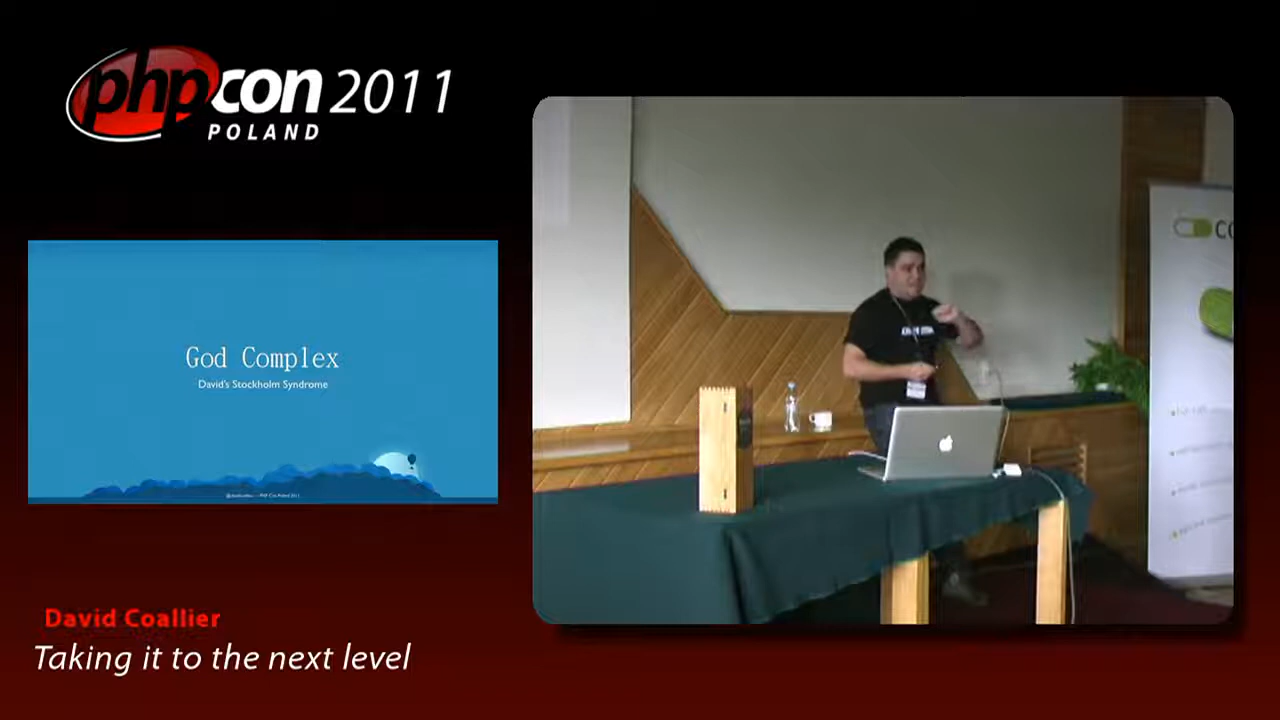 phpcon 2011
POLAND
God Complex
David's Stockholm Syndrome
David Coallier
Taking it to the next level